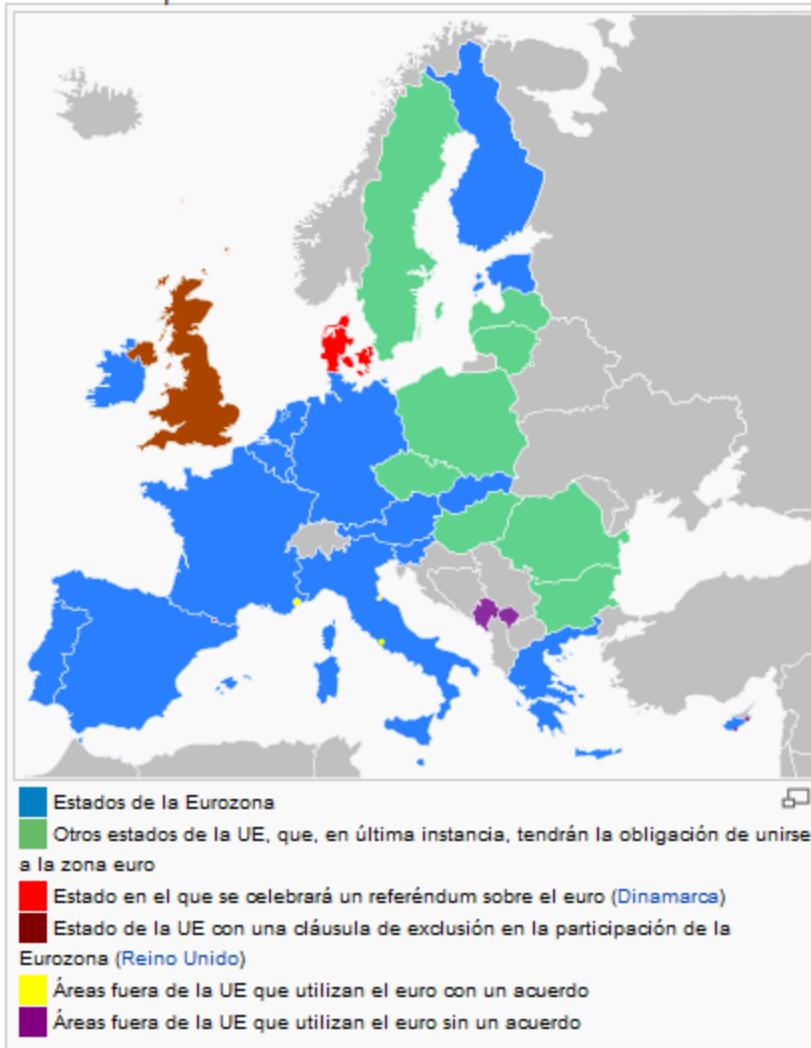 Estados de la Eurozona
Otros estados de la UE, que, en última instancia, tendrán la obligación de unirse
a la zona euro
Estado en el que se celebrará un referéndum sobre el euro (Dinamarca)
Estado de la UE con una cláusula de exclusión en la participación de la
Eurozona (Reino Unido)
Áreas fuera de la UE que utilizan el euro con un acuerdo
Áreas fuera de la UE que utilizan el euro sin un acuerdo